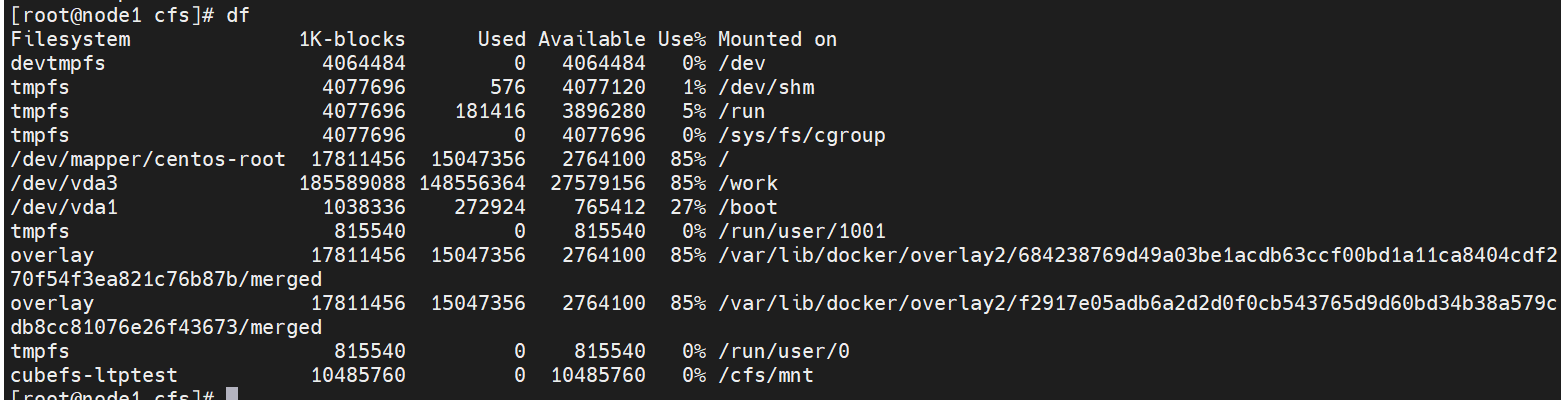 [root@node1 cfs]# df
Filesystem              1K-blocks      Used Available Use% Mounted on
devtmpfs                  4064484         0   4064484   0% /dev
tmpfs                     4077696       576   4077120   1% /dev/shm
tmpfs                     4077696    181416   3896280   5% /run
tmpfs                     4077696         0   4077696   0% /sys/fs/cgroup
/dev/mapper/centos-root  17811456  15047356   2764100  85% /
/dev/vda3               185589088 148556364  27579156  85% /work
/dev/vda1                 1038336    272924    765412  27% /boot
tmpfs                      815540         0    815540   0% /run/user/1001
overlay                  17811456  15047356   2764100  85% /var/lib/docker/overlay2/684238769d49a03be1acdb63ccf00bd1a11ca8404cdf2
70f54f3ea821c76b87b/merged
overlay                  17811456  15047356   2764100  85% /var/lib/docker/overlay2/f2917e05adb6a2d2d0f0cb543765d9d60bd34b38a579c
db8cc81076e26f43673/merged
tmpfs                      815540         0    815540   0% /run/user/0
cubefs-ltptest           10485760         0  10485760   0% /cfs/mnt
[root@node1 cfs]#